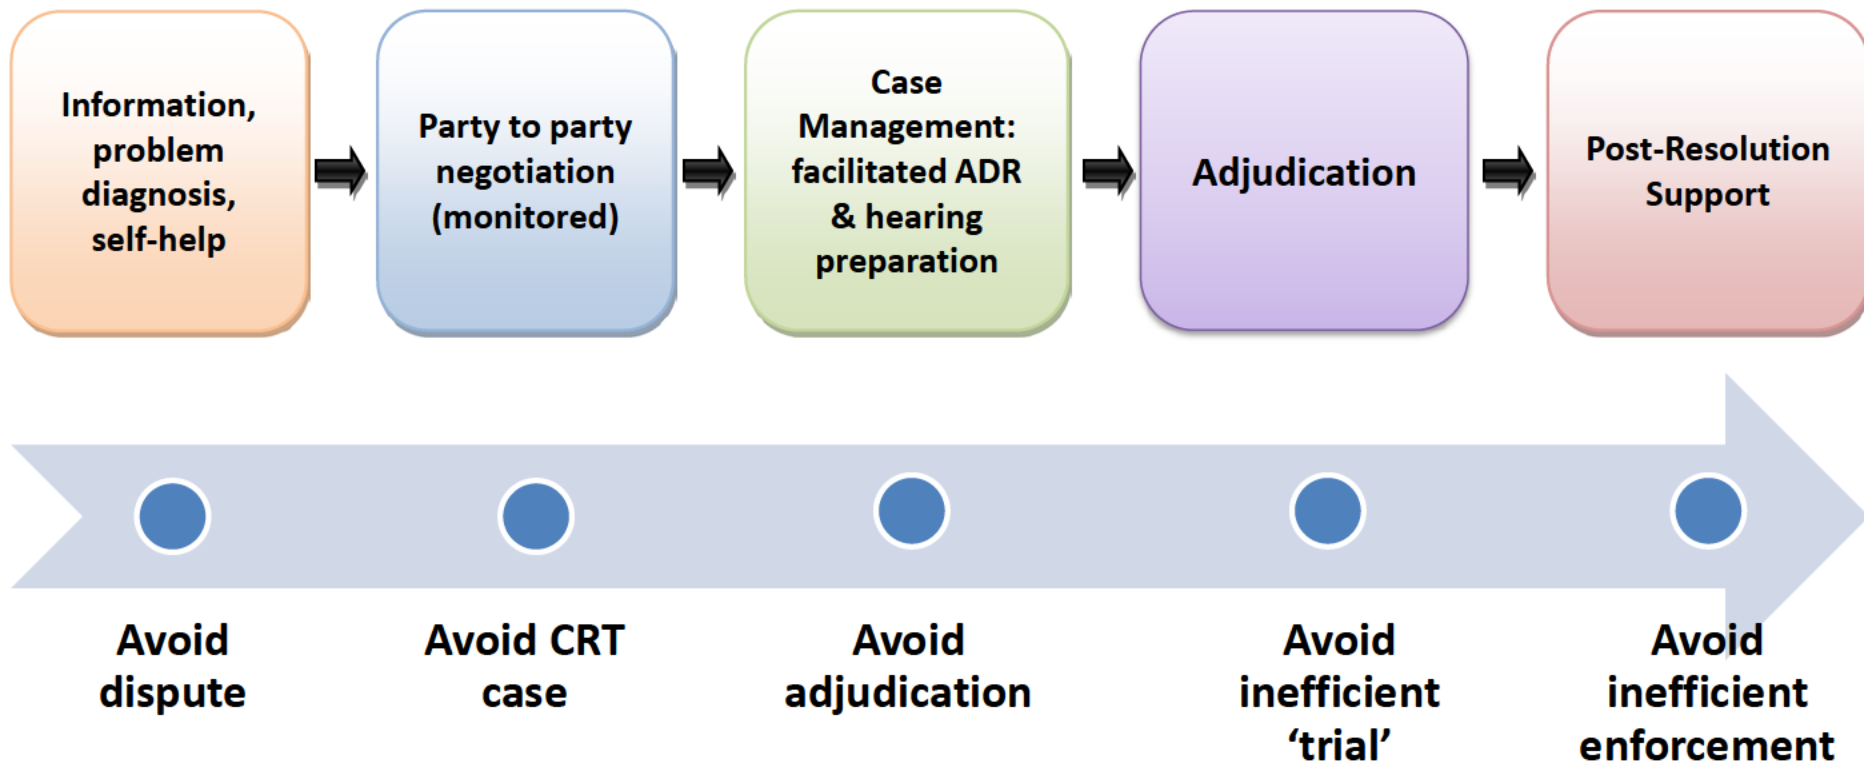 Information,
problem
diagnosis,
self-help
Party to party
negotiation
(monitored)
Case
Management:
facilitated ADR
& hearing
preparation
Adjudication
Post-Resolution
Support
Avoid
dispute
Avoid CRT
case
Avoid
adjudication
Avoid
inefficient
‘trial’
Avoid
inefficient
enforcement